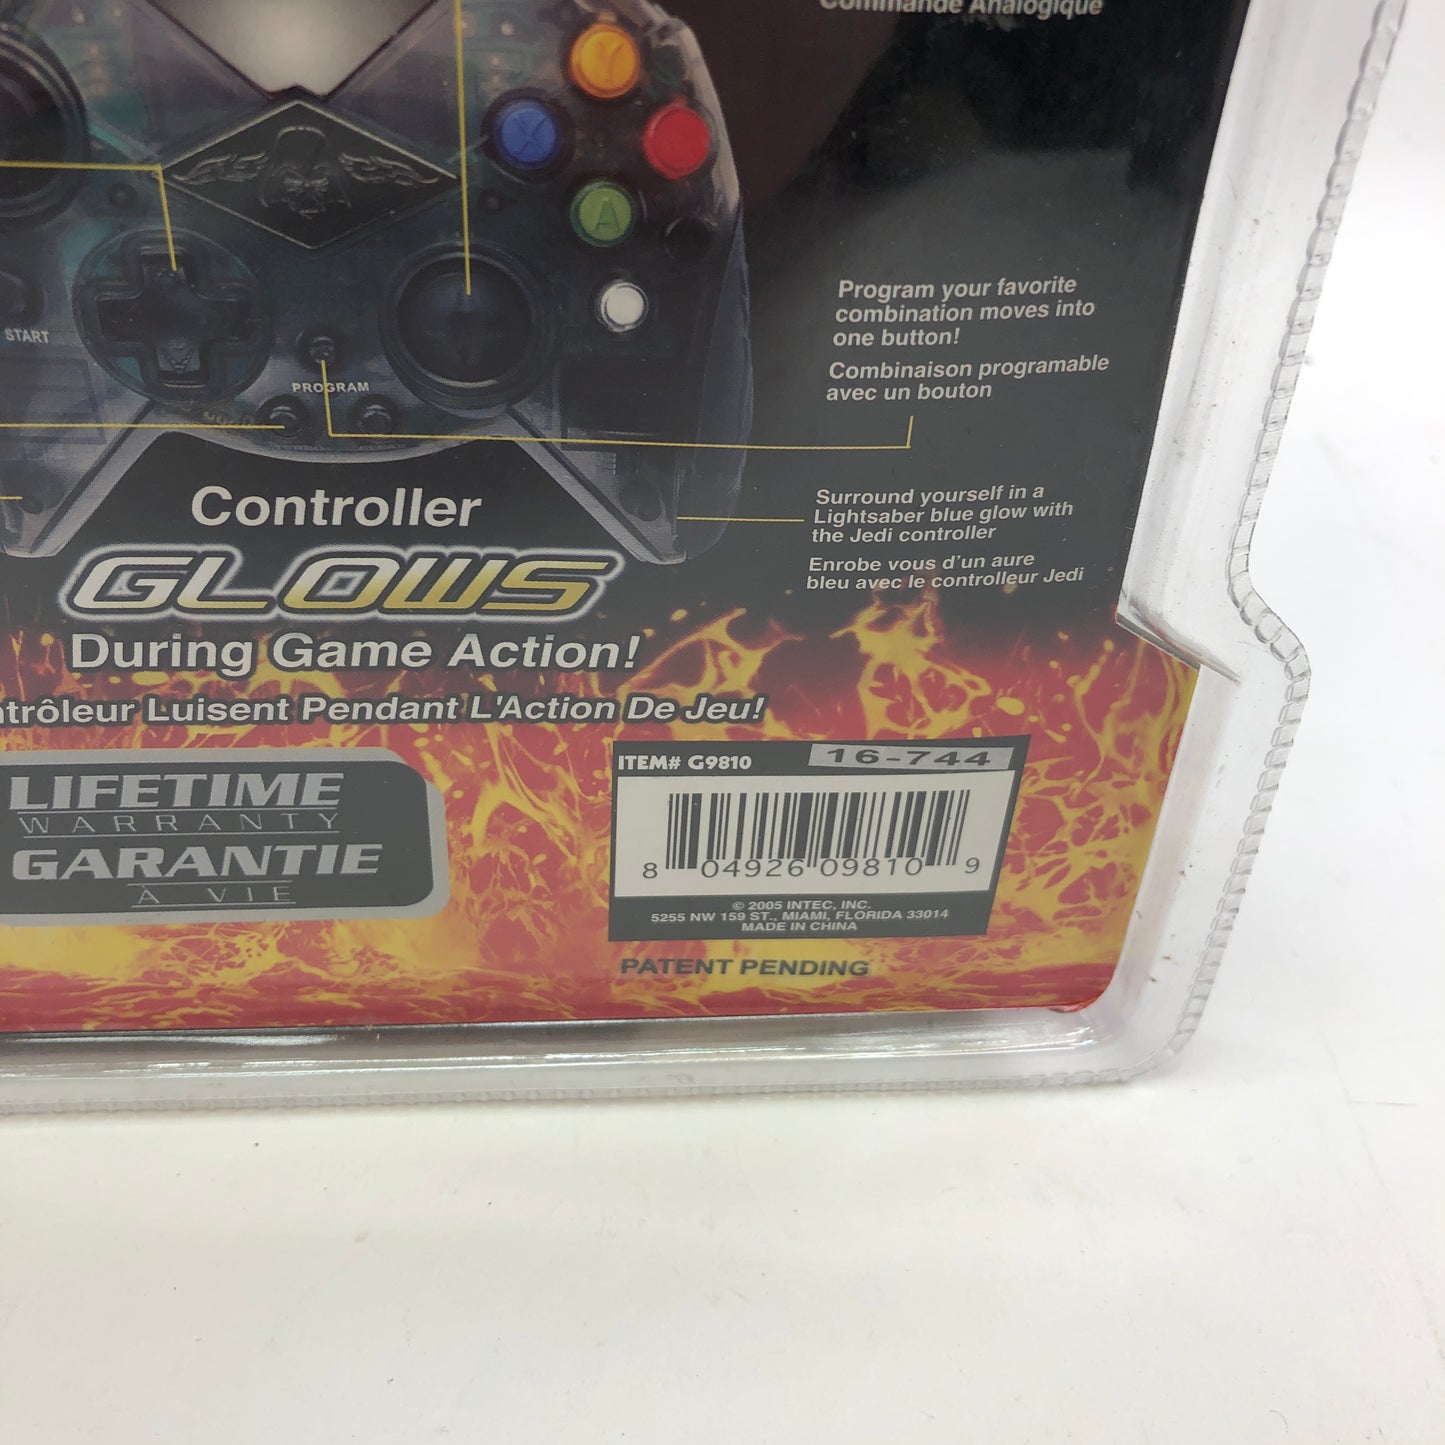 Commande Analogique
Y
X
A
START
PROGRAM
Program your favorite
combination moves into
one button!
Combinaison programable
avec un bouton
Surround yourself in a
Lightsaber blue glow with
the Jedi controller
Enrobe vous d'un aure
bleu avec le controlleur Jedi
Controller
GLOWS
During Game Action!
ntrôleur Luisent Pendant L'Action De Jeu!
LIFETIME
WARRANTY
GARANTIE
À VIE
ITEM# G9810 16-744
8 04926 09810 9
© 2005 INTEC, INC.
5255 NW 159 ST., MIAMI, FLORIDA 33014
MADE IN CHINA
PATENT PENDING